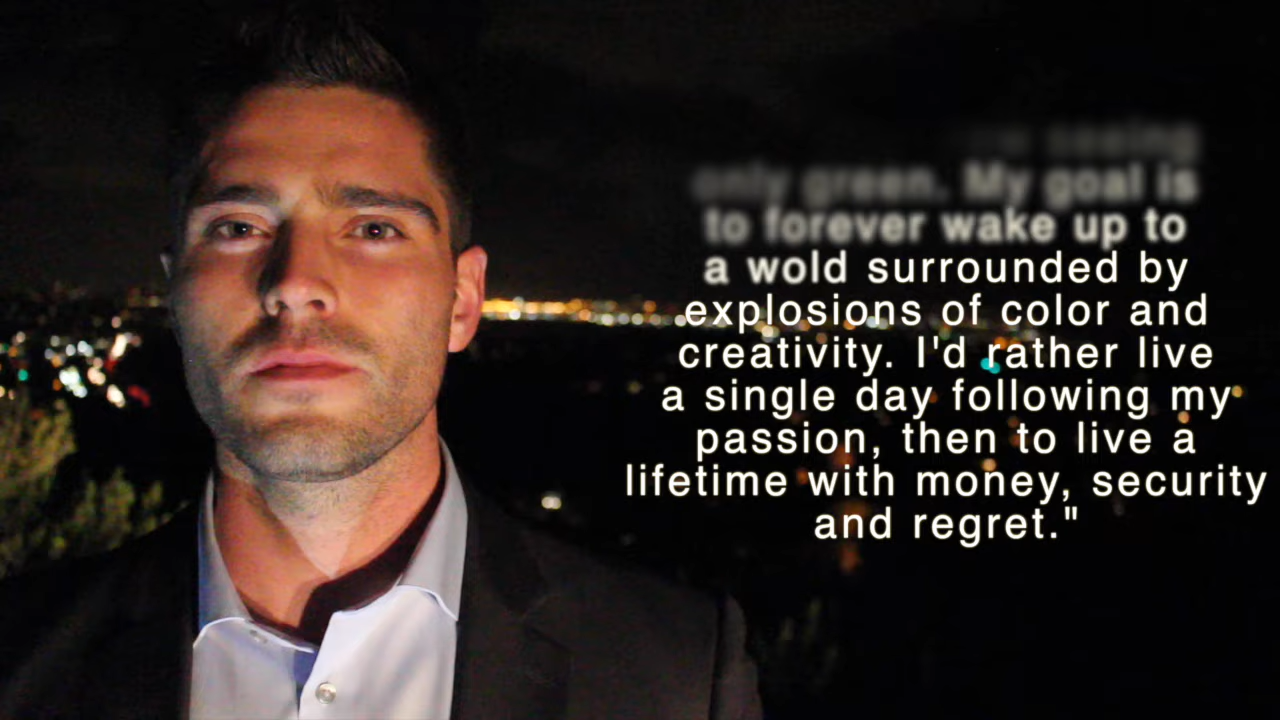 seeing
only green. My goal is
to forever wake up to
a wold surrounded by
explosions of color and
creativity. I'd rather live
a single day following my
passion, then to live a
lifetime with money, security
and regret."